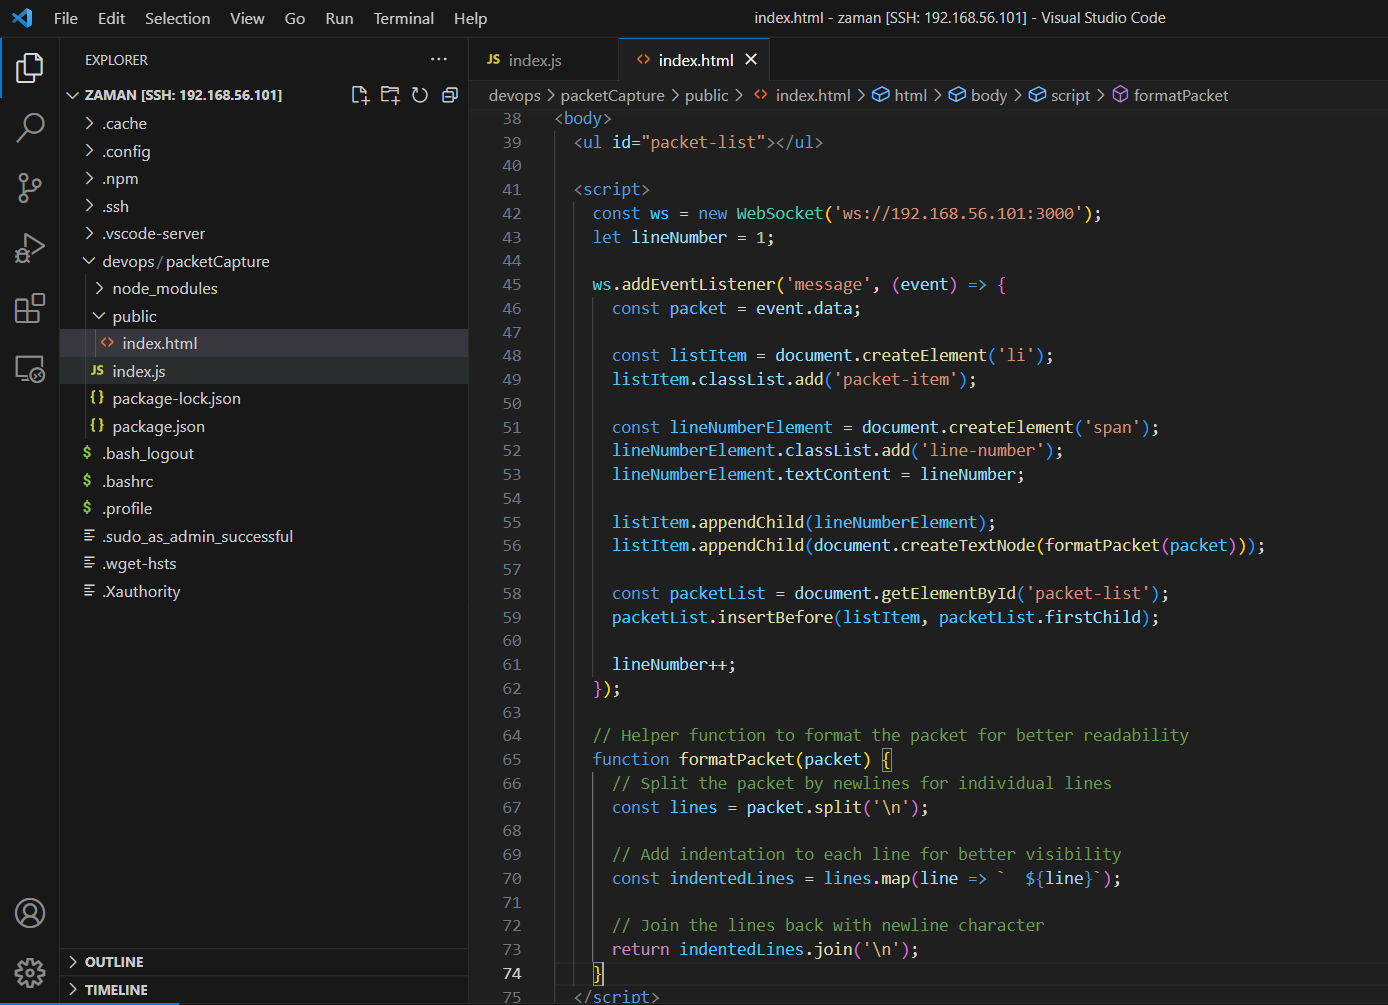 File Edit Selection View Go Run Terminal Help
index.html - zaman [SSH: 192.168.56.101] - Visual Studio Code
EXPLORER
ZAMAN [SSH: 192.168.56.101]
.cache
.config
.npm
.ssh
.vscode-server
devops / packetCapture
node_modules
public
<> index.html
JS index.js
{} package-lock.json
{} package.json
$ .bash_logout
$ .bashrc
$ .profile
.sudo_as_admin_successful
.wget-hsts
.Xauthority
OUTLINE
TIMELINE
JS index.js
<> index.html
devops > packetCapture > public > <> index.html > html > body > script > formatPacket
38 <body>
39 <ul id="packet-list"></ul>
40
41 <script>
42 const ws = new WebSocket('ws://192.168.56.101:3000');
43 let lineNumber = 1;
44
45 ws.addEventListener('message', (event) => {
46 const packet = event.data;
47
48 const listItem = document.createElement('li');
49 listItem.classList.add('packet-item');
50
51 const lineNumberElement = document.createElement('span');
52 lineNumberElement.classList.add('line-number');
53 lineNumberElement.textContent = lineNumber;
54
55 listItem.appendChild(lineNumberElement);
56 listItem.appendChild(document.createTextNode(formatPacket(packet)));
57
58 const packetList = document.getElementById('packet-list');
59 packetList.insertBefore(listItem, packetList.firstChild);
60
61 lineNumber++;
62 });
63
64 // Helper function to format the packet for better readability
65 function formatPacket(packet) {
66 // Split the packet by newlines for individual lines
67 const lines = packet.split('\n');
68
69 // Add indentation to each line for better visibility
70 const indentedLines = lines.map(line => `  ${line}`);
71
72 // Join the lines back with newline character
73 return indentedLines.join('\n');
74 }
75 </script>